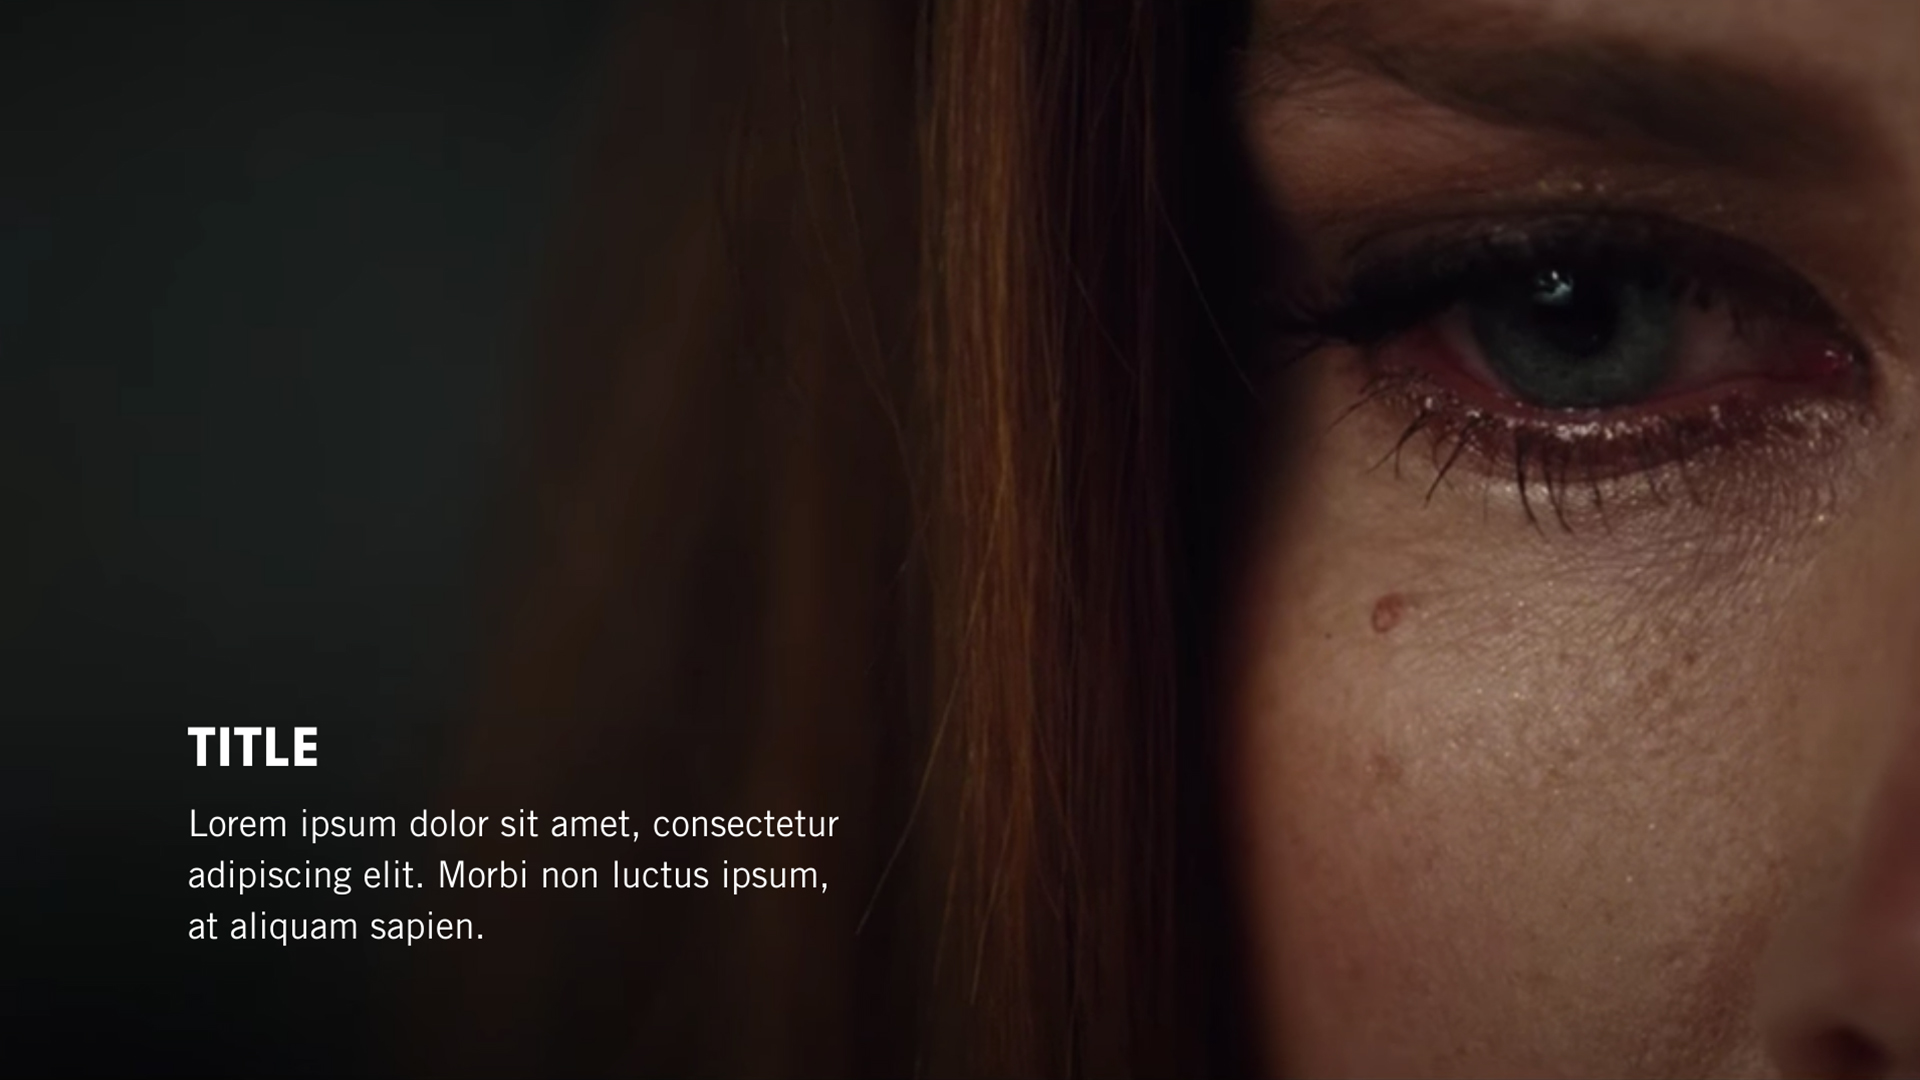 TITLE
Lorem ipsum dolor sit amet, consectetur
adipiscing elit. Morbi non luctus ipsum,
at aliquam sapien.